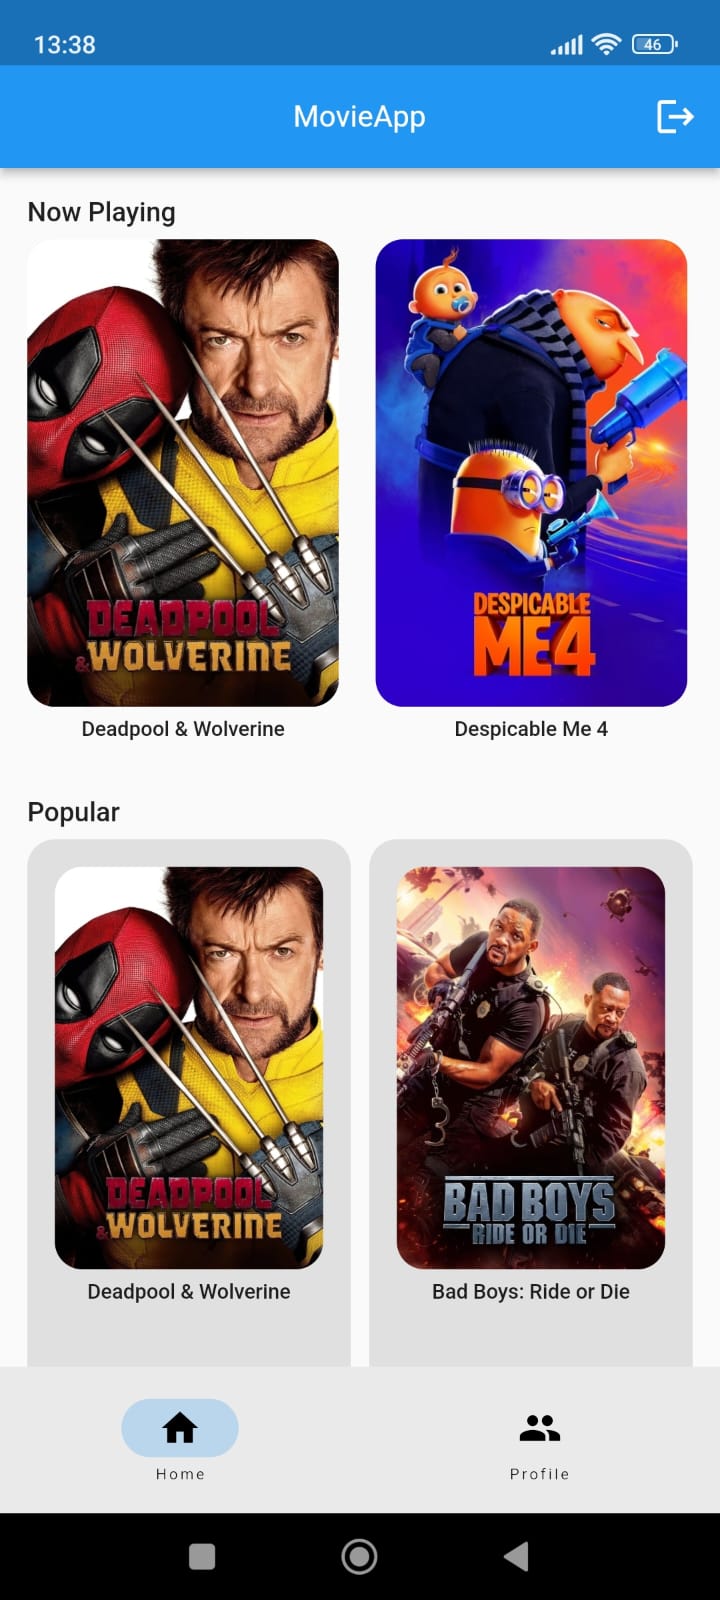 13:38
46
MovieApp
Now Playing
DEADPOOL
&WOLVERINE
DESPICABLE
ME4
Deadpool & Wolverine
Despicable Me 4
Popular
DEADPOOL
&WOLVERINE
BAD BOYS
RIDE OR DIE
Deadpool & Wolverine
Bad Boys: Ride or Die
Home
Profile